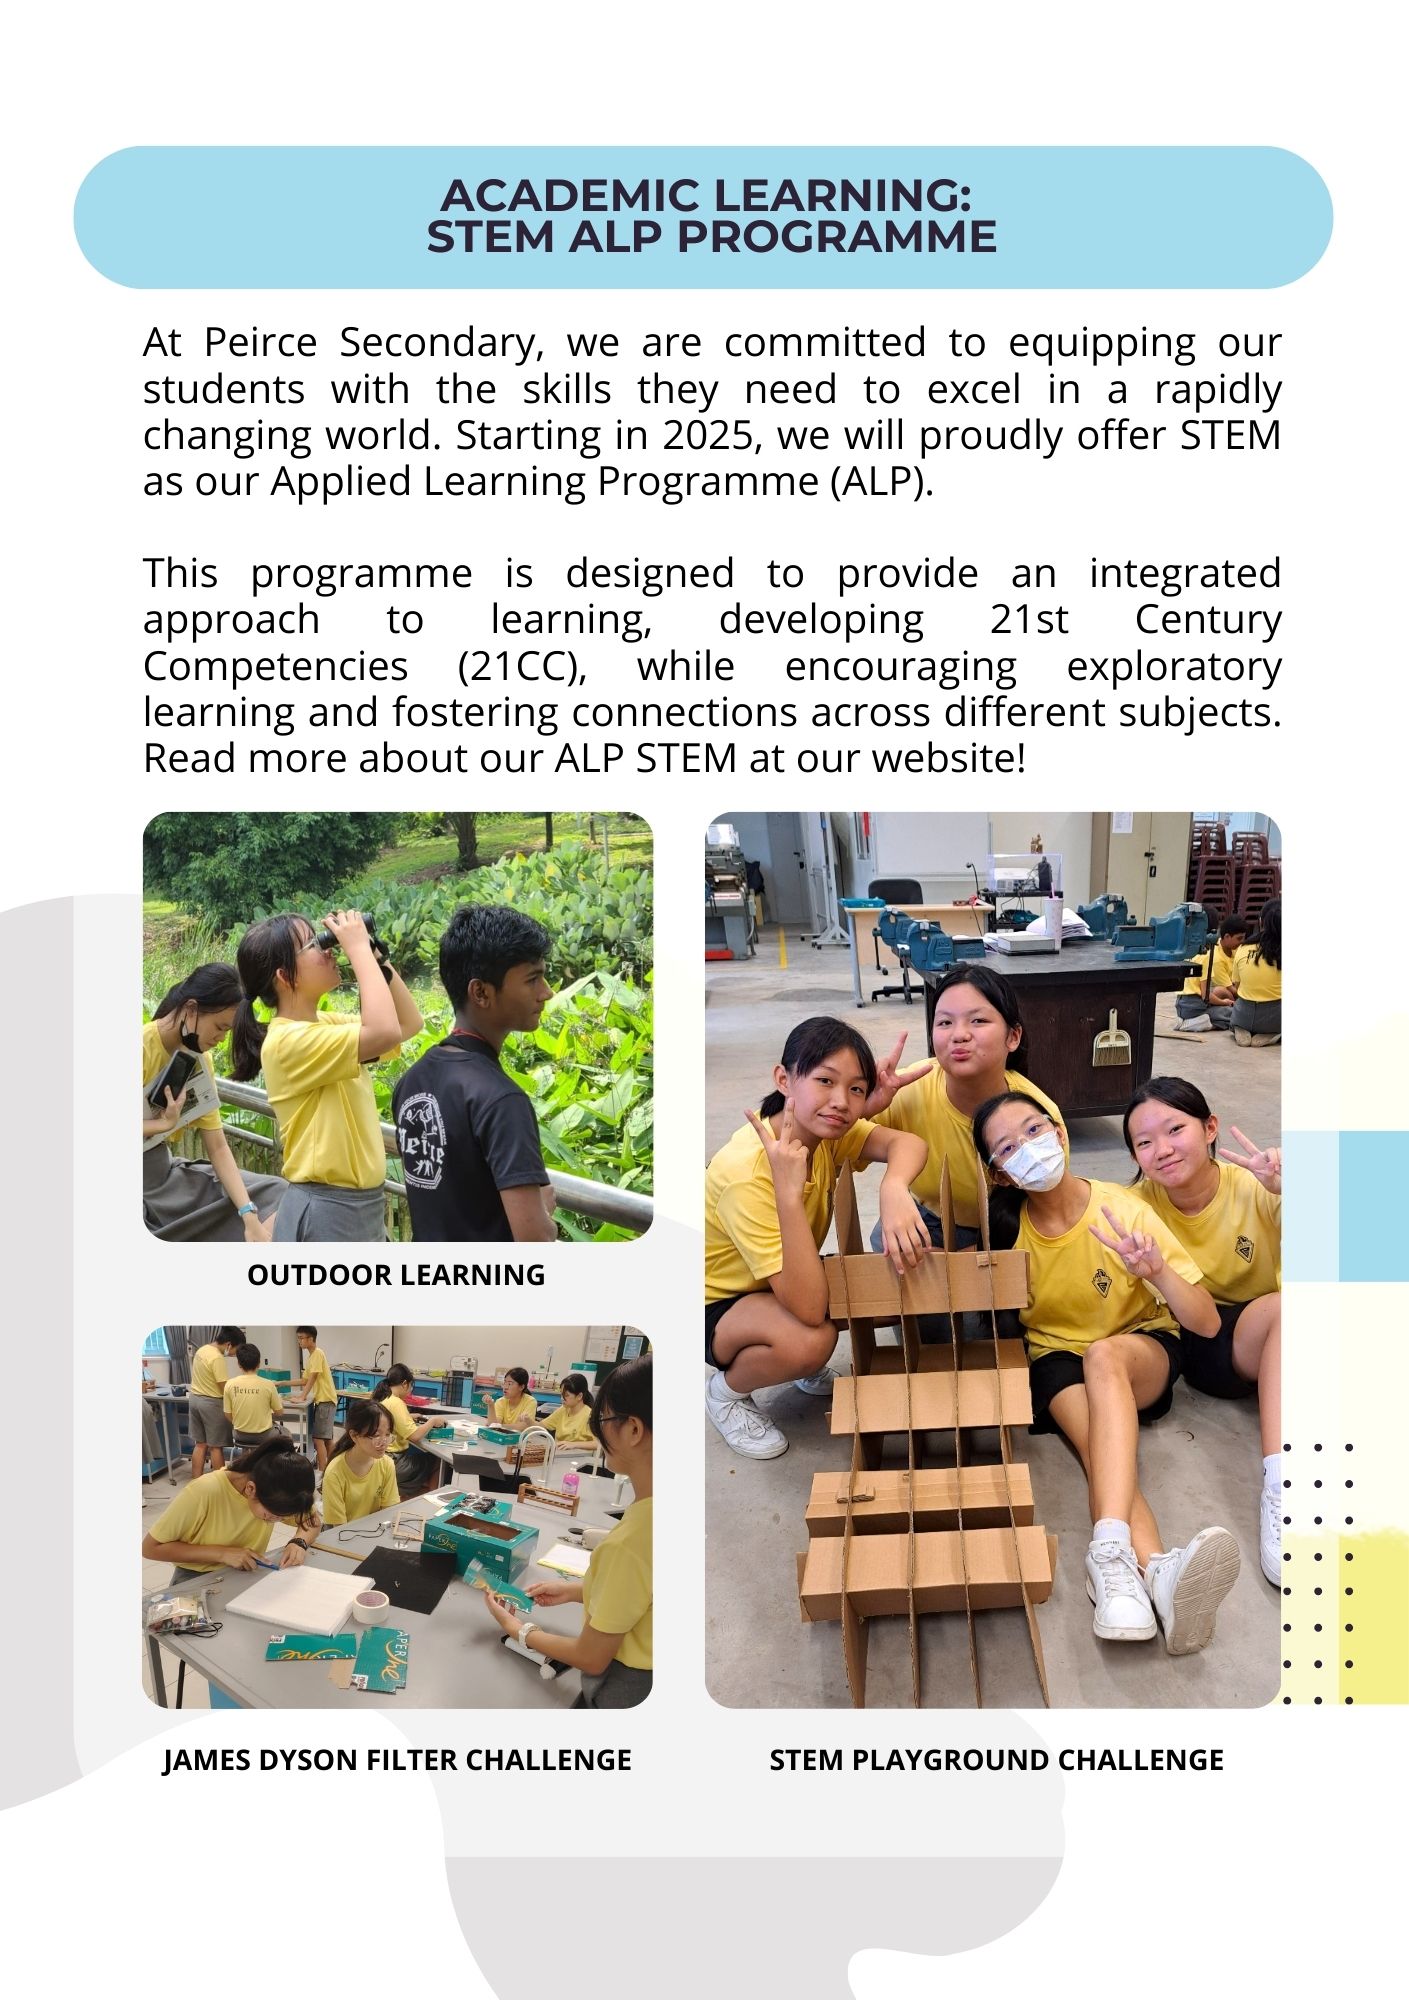 ACADEMIC LEARNING:
STEM ALP PROGRAMME
At Peirce Secondary, we are committed to equipping our
students with the skills they need to excel in a rapidly
changing world. Starting in 2025, we will proudly offer STEM
as our Applied Learning Programme (ALP).
This programme is designed to provide an integrated
approach to learning, developing 21st Century
Competencies (21CC), while encouraging exploratory
learning and fostering connections across different subjects.
Read more about our ALP STEM at our website!
Peirce
OUTDOOR LEARNING
Peirce
JAMES DYSON FILTER CHALLENGE
STEM PLAYGROUND CHALLENGE